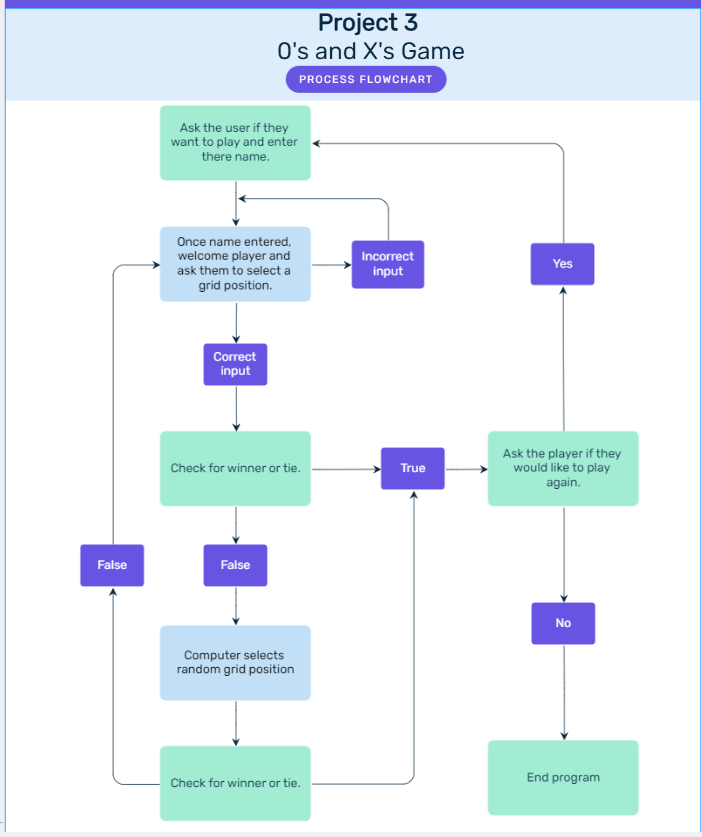 Project 3
O's and X's Game
PROCESS FLOWCHART
Ask the user if they
want to play and enter
there name.
Once name entered,
welcome player and
ask them to select a
grid position.
Incorrect
input
Yes
Correct
input
Check for winner or tie.
True
Ask the player if they
would like to play
again.
False
False
No
Computer selects
random grid position
Check for winner or tie.
End program